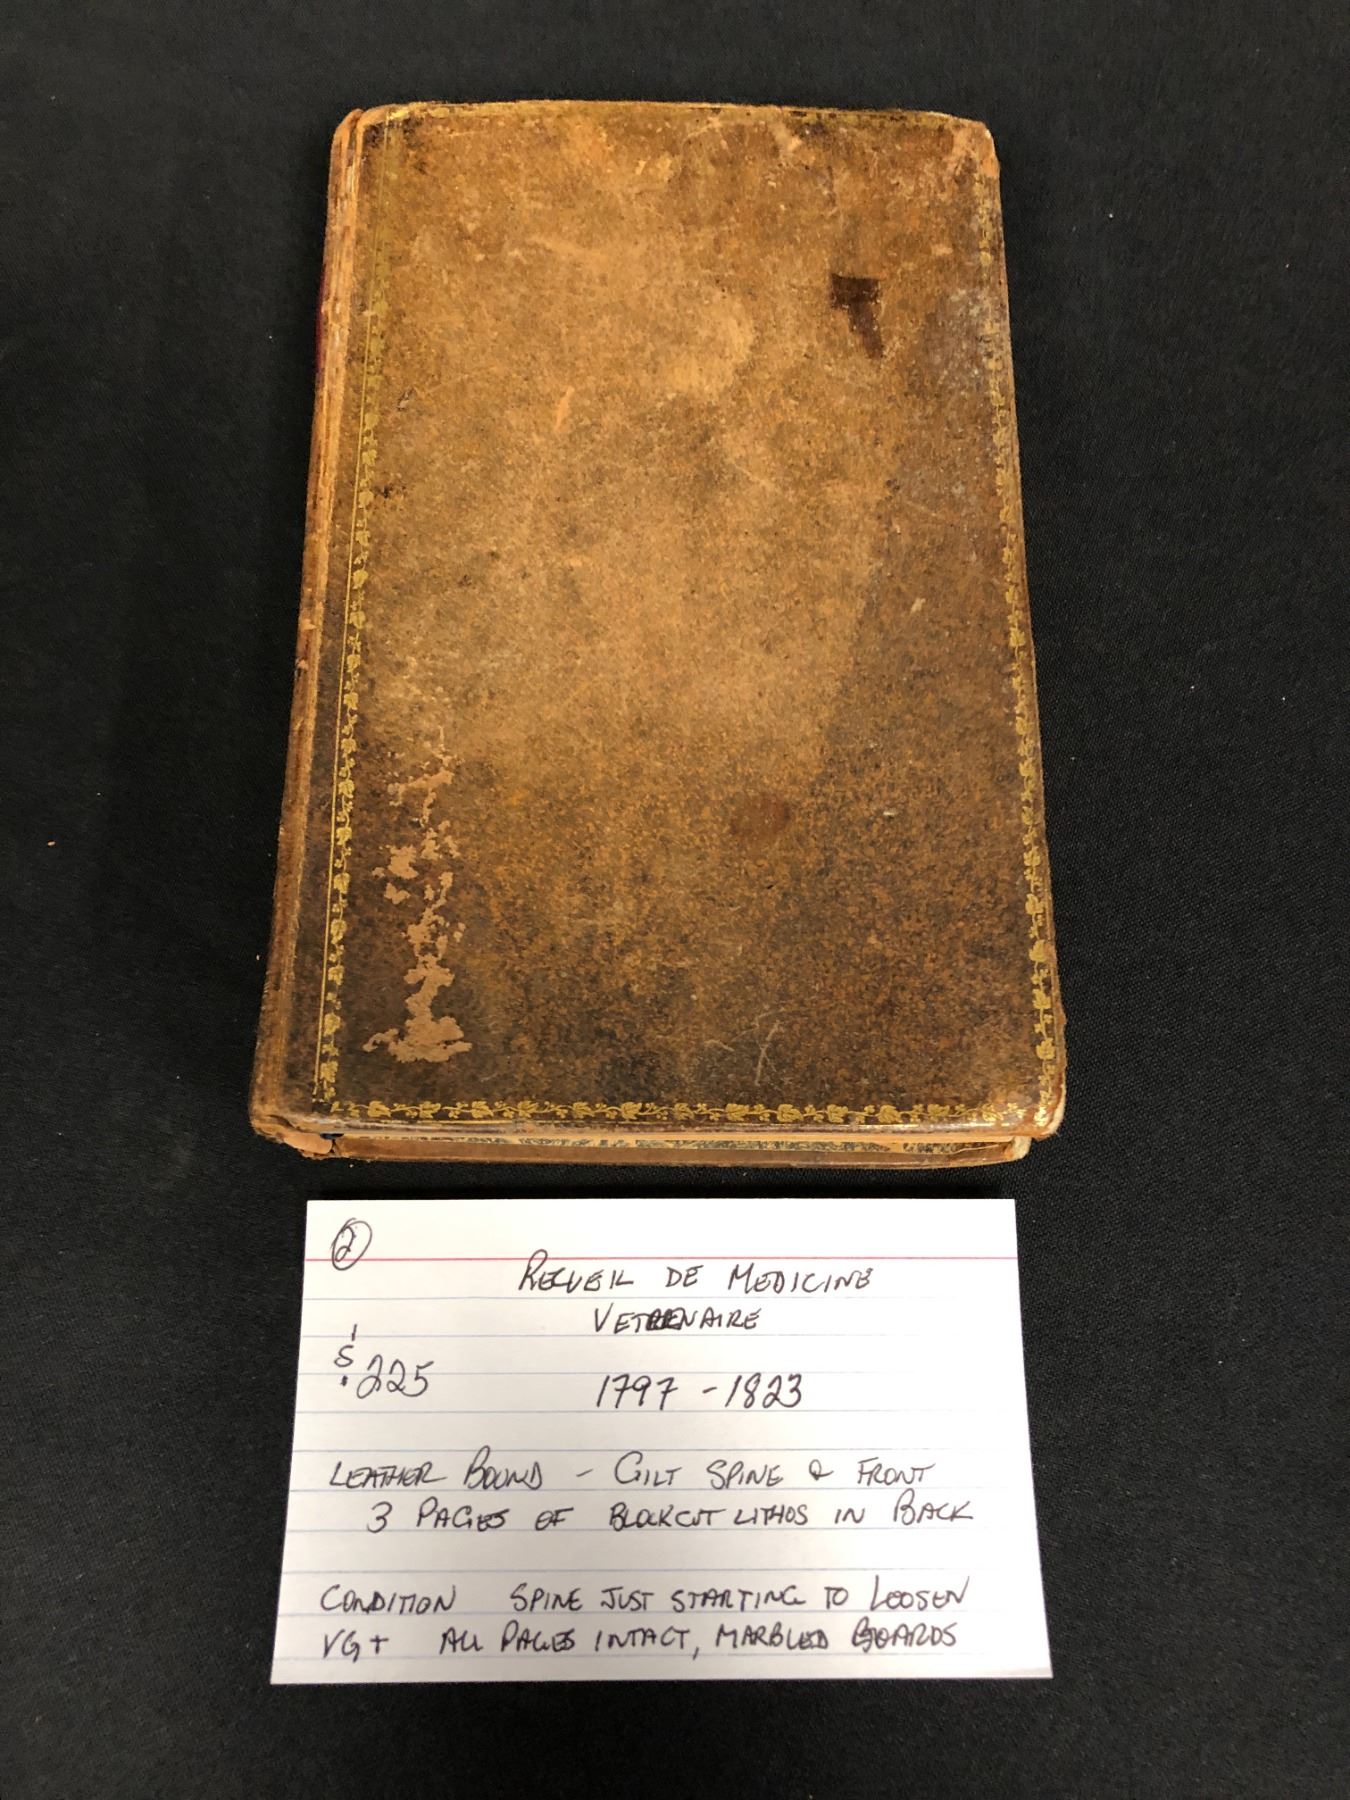 2
RECUEIL DE MEDICINE
VETERENAIRE
$225
1797 - 1823
LEATHER BOUND - GILT SPINE & FRONT
3 PAGES OF BLOCKCUT LITHOS IN BACK
CONDITION SPINE JUST STARTING TO LOOSEN
VG+ ALL PAGES INTACT, MARBLED BOARDS